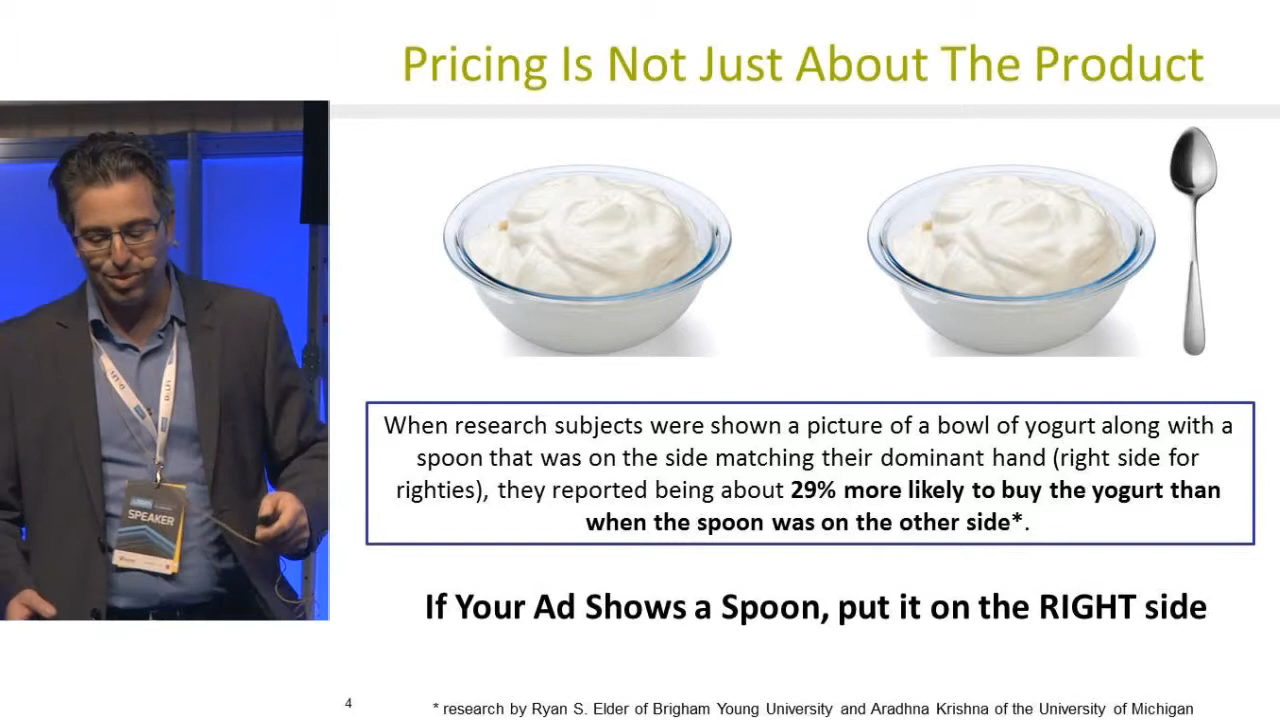 Pricing Is Not Just About The Product
SPEAKER
When research subjects were shown a picture of a bowl of yogurt along with a
spoon that was on the side matching their dominant hand (right side for
righties), they reported being about 29% more likely to buy the yogurt than
when the spoon was on the other side*.
If Your Ad Shows a Spoon, put it on the RIGHT side
4
* research by Ryan S. Elder of Brigham Young University and Aradhna Krishna of the University of Michigan